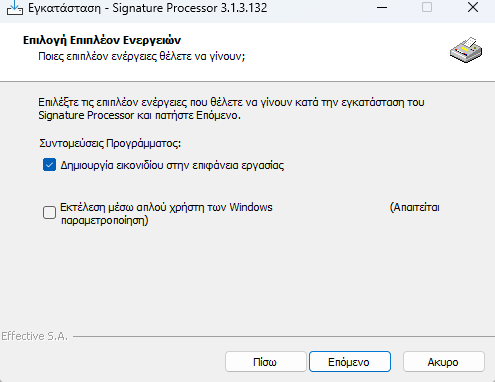 Εγκατάσταση - Signature Processor 3.1.3.132
Επιλογή Επιπλέον Ενεργειών
Ποιες επιπλέον ενέργειες θέλετε να γίνουν;
Επιλέξτε τις επιπλέον ενέργειες που θέλετε να γίνουν κατά την εγκατάσταση του
Signature Processor και πατήστε Επόμενο.
Συντομεύσεις Προγράμματος:
Δημιουργία εικονιδίου στην επιφάνεια εργασίας
Εκτέλεση μέσω απλού χρήστη των Windows (Απαιτείται
παραμετροποίηση)
Effective S.A.
Πίσω Επόμενο Ακυρο